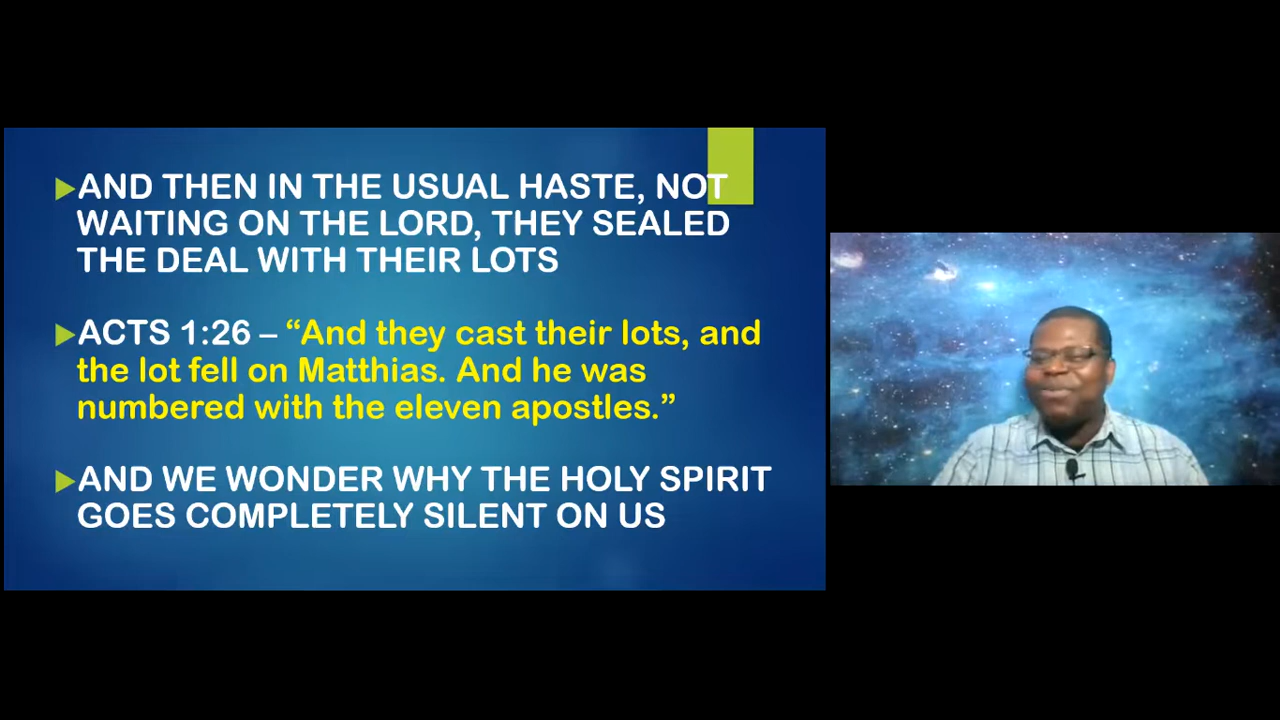 AND THEN IN THE USUAL HASTE, NOT
WAITING ON THE LORD, THEY SEALED
THE DEAL WITH THEIR LOTS
ACTS 1:26 – “And they cast their lots, and
the lot fell on Matthias. And he was
numbered with the eleven apostles.”
AND WE WONDER WHY THE HOLY SPIRIT
GOES COMPLETELY SILENT ON US